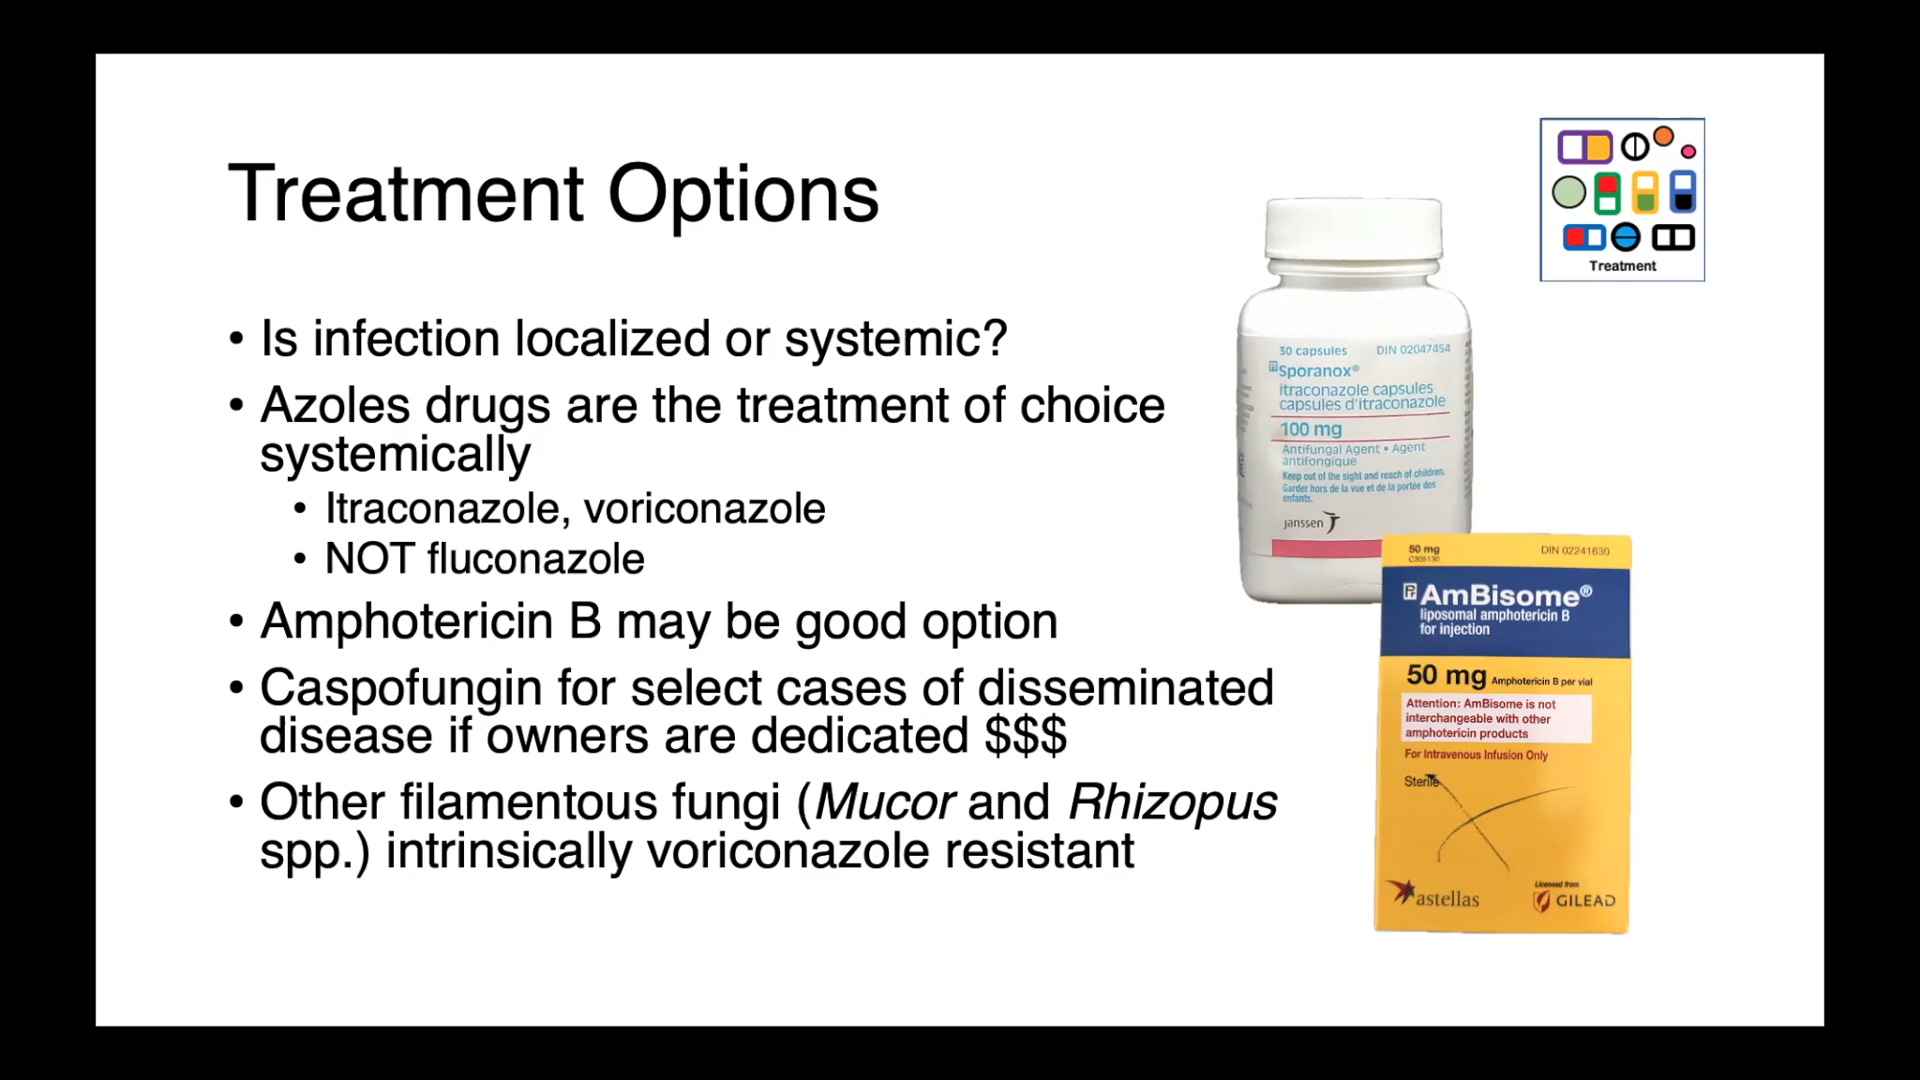 Treatment Options
Treatment
• Is infection localized or systemic?
• Azoles drugs are the treatment of choice
systemically
• Itraconazole, voriconazole
• NOT fluconazole
• Amphotericin B may be good option
• Caspofungin for select cases of disseminated
disease if owners are dedicated $$$
• Other filamentous fungi (Mucor and Rhizopus
spp.) intrinsically voriconazole resistant
30 capsules DIN 02047454
Pr Sporanox®
itraconazole capsules
capsules d'itraconazole
100 mg
Antifungal Agent • Agent
antifongique
Keep out of the sight and reach of children.
Garder hors de la vue et de la portée des
enfants.
janssen
50 mg DIN 02241630
Pr AmBisome®
liposomal amphotericin B
for injection
50 mg Amphotericin B per vial
Attention: AmBisome is not
interchangeable with other
amphotericin products
For Intravenous Infusion Only
Sterile
astellas
Licensed from
GILEAD